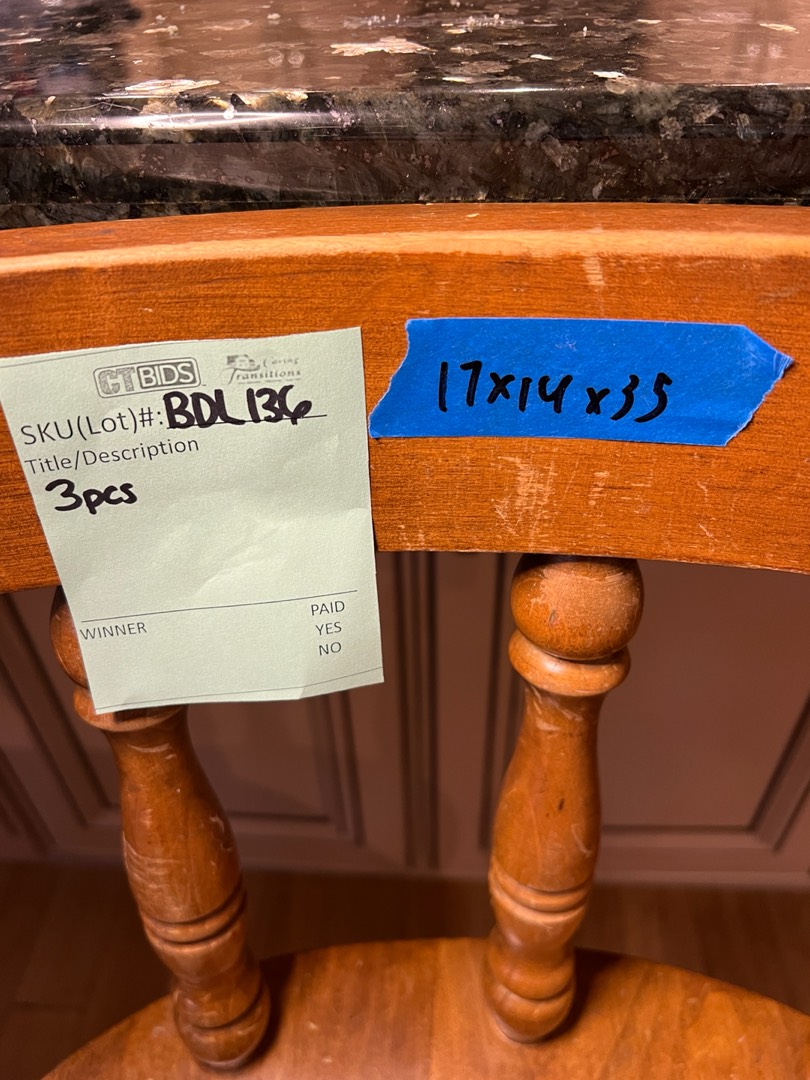 CTBIDS Caring Transitions
SKU(Lot)#: BDL136
Title/Description
3pcs
17x14x35
WINNER PAID
YES
NO